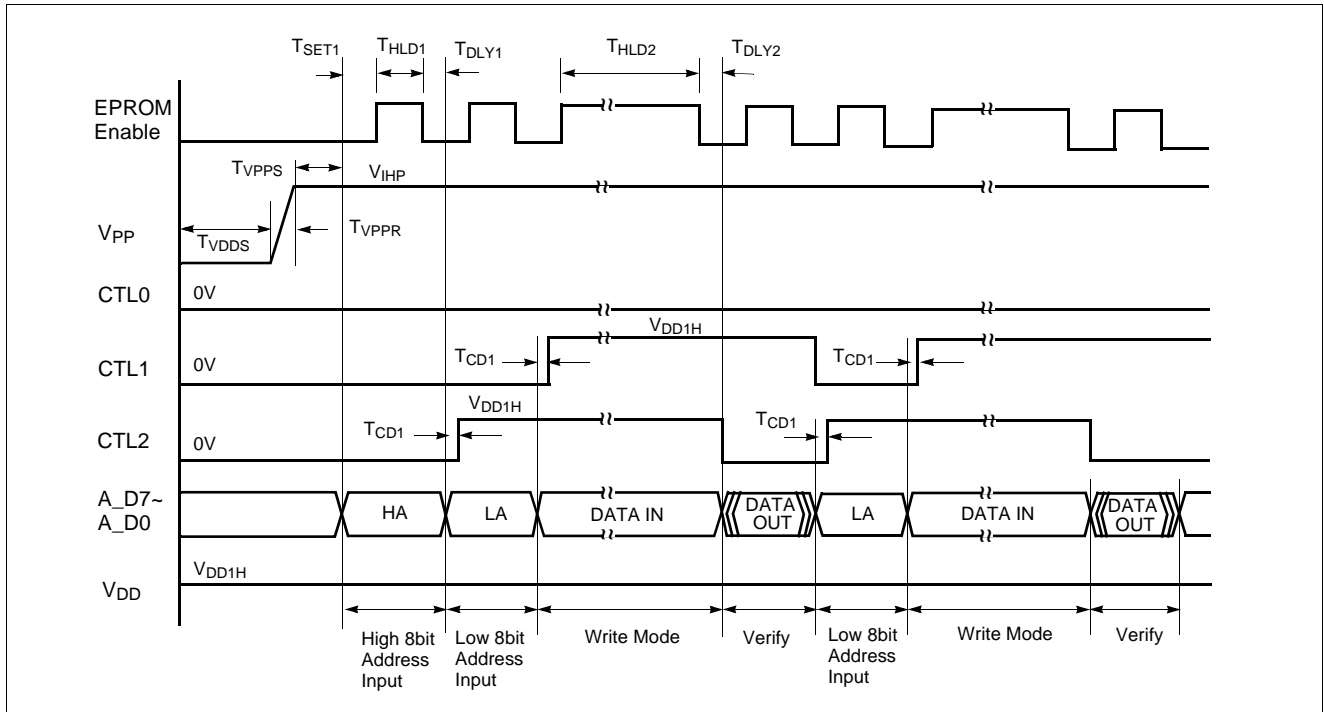 TSET1 THLD1 TDLY1 THLD2 TDLY2
EPROM
Enable
TVPPS VIHP
VPP
TVDDS TVPPR
CTL0 0V
VDD1H
CTL1 0V TCD1 TCD1
VDD1H
CTL2 0V TCD1 TCD1
A_D7~
A_D0
HA LA DATA IN DATA
OUT LA DATA IN DATA
OUT
VDD1H
VDD
High 8bit
Address
Input
Low 8bit
Address
Input
Write Mode
Verify
Low 8bit
Address
Input
Write Mode
Verify